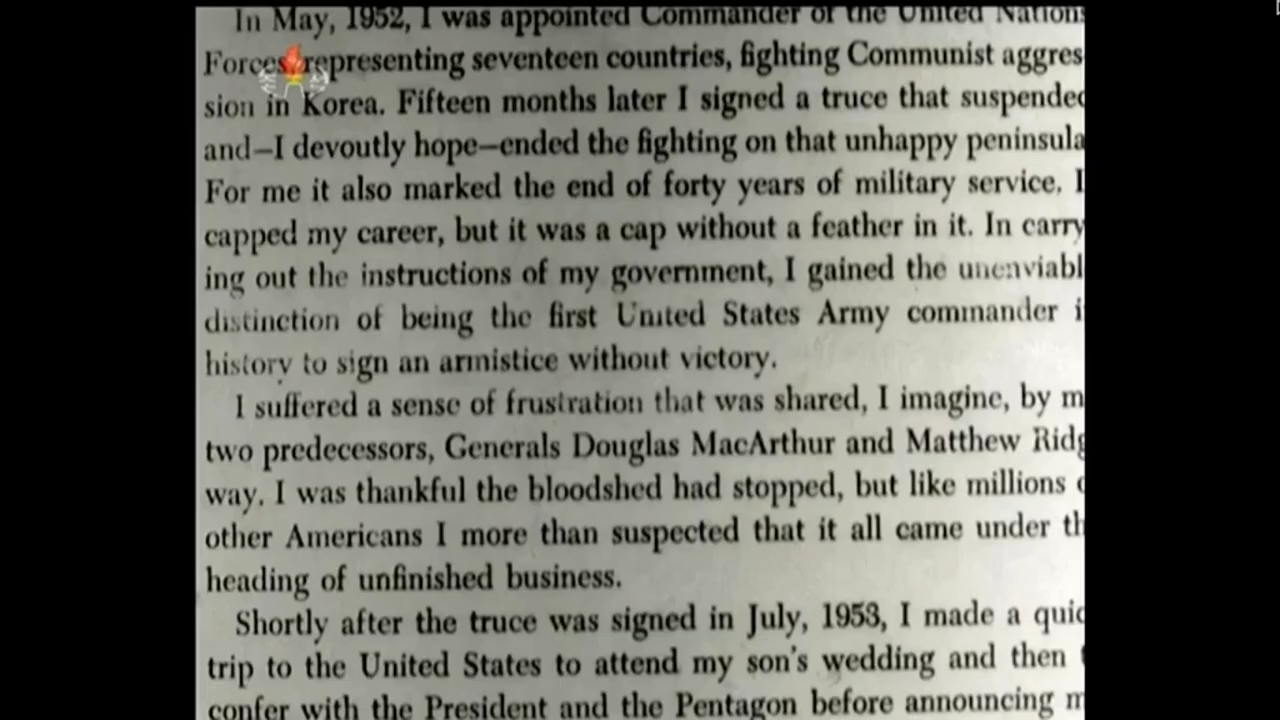 In May, 1952, I was appointed Commander of the United Nations
Forces representing seventeen countries, fighting Communist aggres
sion in Korea. Fifteen months later I signed a truce that suspended
and—I devoutly hope—ended the fighting on that unhappy peninsula
For me it also marked the end of forty years of military service. I
capped my career, but it was a cap without a feather in it. In carry
ing out the instructions of my government, I gained the unenviabl
distinction of being the first United States Army commander i
history to sign an armistice without victory.
I suffered a sense of frustration that was shared, I imagine, by m
two predecessors, Generals Douglas MacArthur and Matthew Ridg
way. I was thankful the bloodshed had stopped, but like millions o
other Americans I more than suspected that it all came under th
heading of unfinished business.
Shortly after the truce was signed in July, 1953, I made a quic
trip to the United States to attend my son's wedding and then
confer with the President and the Pentagon before announcing m